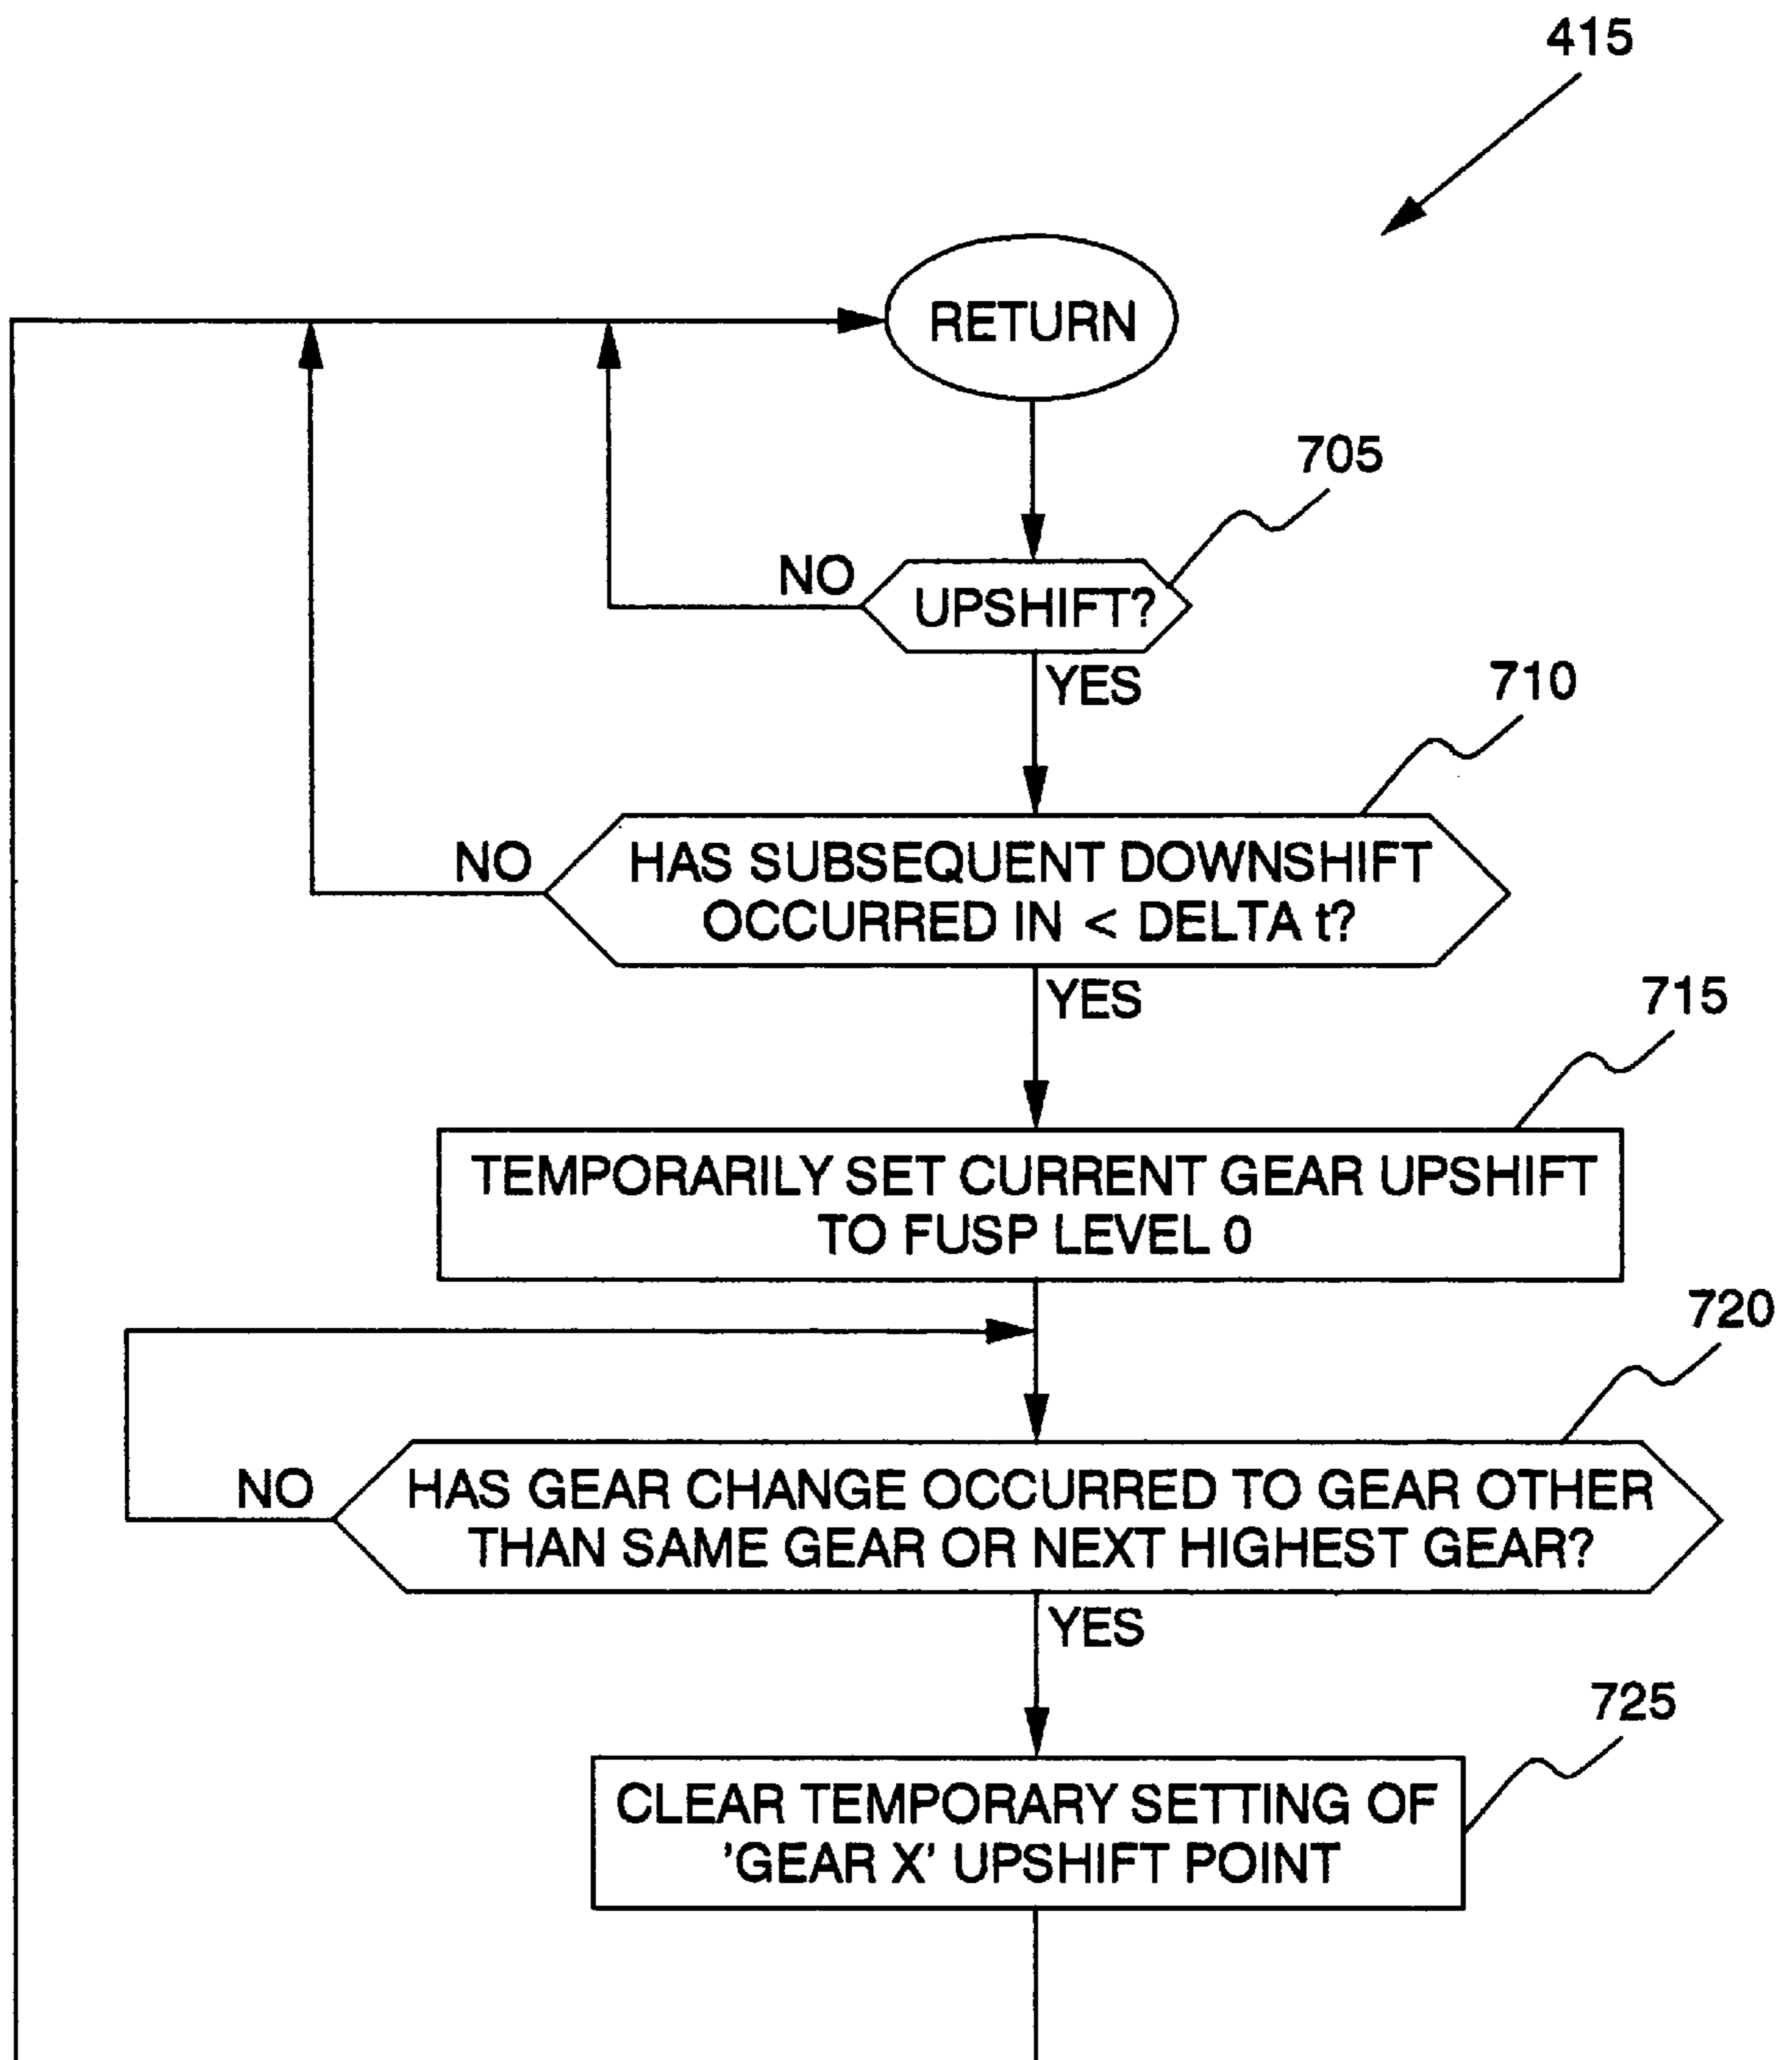 415
RETURN
705
NO
UPSHIFT?
YES
710
NO
HAS SUBSEQUENT DOWNSHIFT
OCCURRED IN < DELTA t?
YES
715
TEMPORARILY SET CURRENT GEAR UPSHIFT
TO FUSP LEVEL 0
720
NO
HAS GEAR CHANGE OCCURRED TO GEAR OTHER
THAN SAME GEAR OR NEXT HIGHEST GEAR?
YES
725
CLEAR TEMPORARY SETTING OF
'GEAR X' UPSHIFT POINT